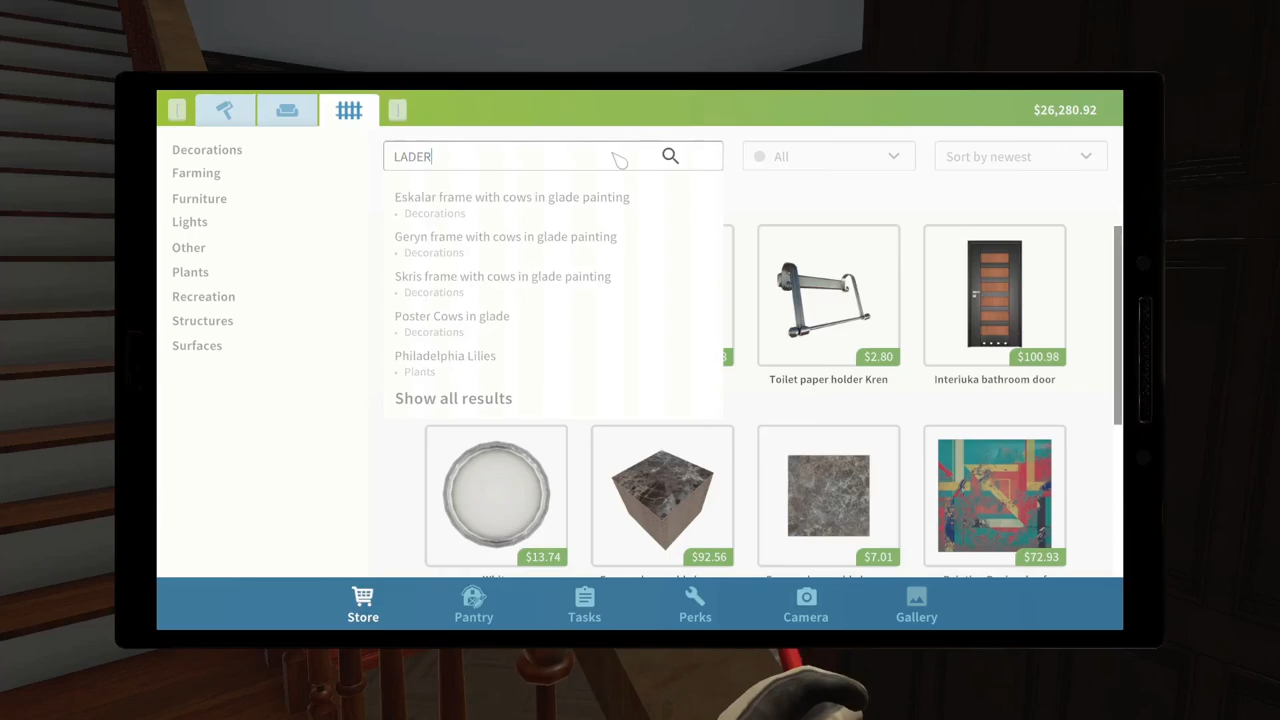 $26,280.92
Decorations
Farming
Furniture
Lights
Other
Plants
Recreation
Structures
Surfaces
LADER
All
Sort by newest
Eskalar frame with cows in glade painting
• Decorations
Geryn frame with cows in glade painting
• Decorations
Skris frame with cows in glade painting
• Decorations
Poster Cows in glade
• Decorations
Philadelphia Lilies
• Plants
Show all results
$2.80
$100.98
Toilet paper holder Kren
Interiuka bathroom door
$13.74
$92.56
$7.01
$72.93
Store
Pantry
Tasks
Perks
Camera
Gallery